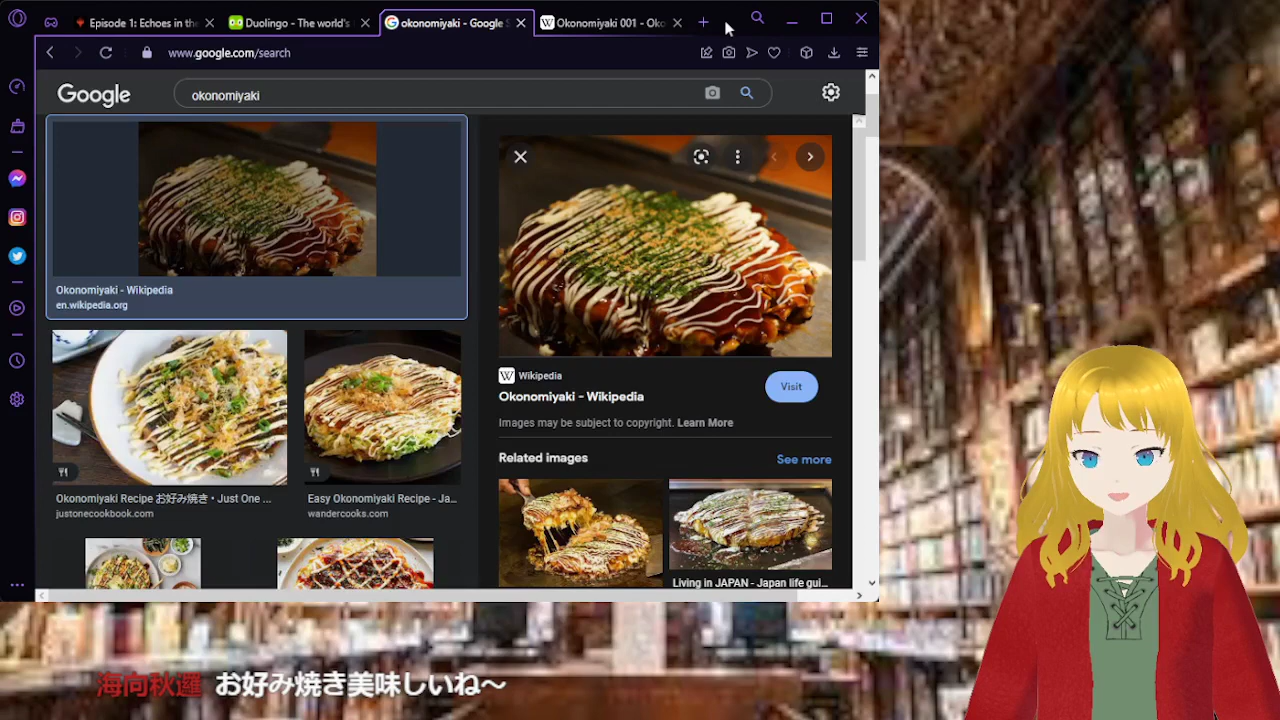 Episode 1: Echoes in the
Duolingo - The world's
okonomiyaki - Google S
Okonomiyaki 001 - Oko
www.google.com/search
Google
okonomiyaki
Okonomiyaki - Wikipedia
en.wikipedia.org
Wikipedia
Okonomiyaki - Wikipedia
Visit
Images may be subject to copyright. Learn More
Related images
See more
Okonomiyaki Recipe お好み焼き • Just One ...
justonecookbook.com
Easy Okonomiyaki Recipe - Ja...
wandercooks.com
Living in JAPAN - Japan life gui...
海向秋邏 お好み焼き美味しいね〜